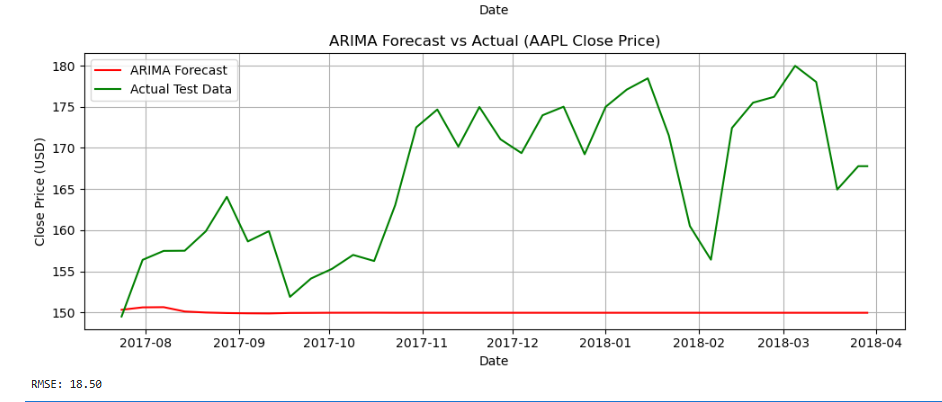 Date
ARIMA Forecast vs Actual (AAPL Close Price)
ARIMA Forecast
Actual Test Data
Close Price (USD)
180
175
170
165
160
155
150
2017-08 2017-09 2017-10 2017-11 2017-12 2018-01 2018-02 2018-03 2018-04
Date
RMSE: 18.50